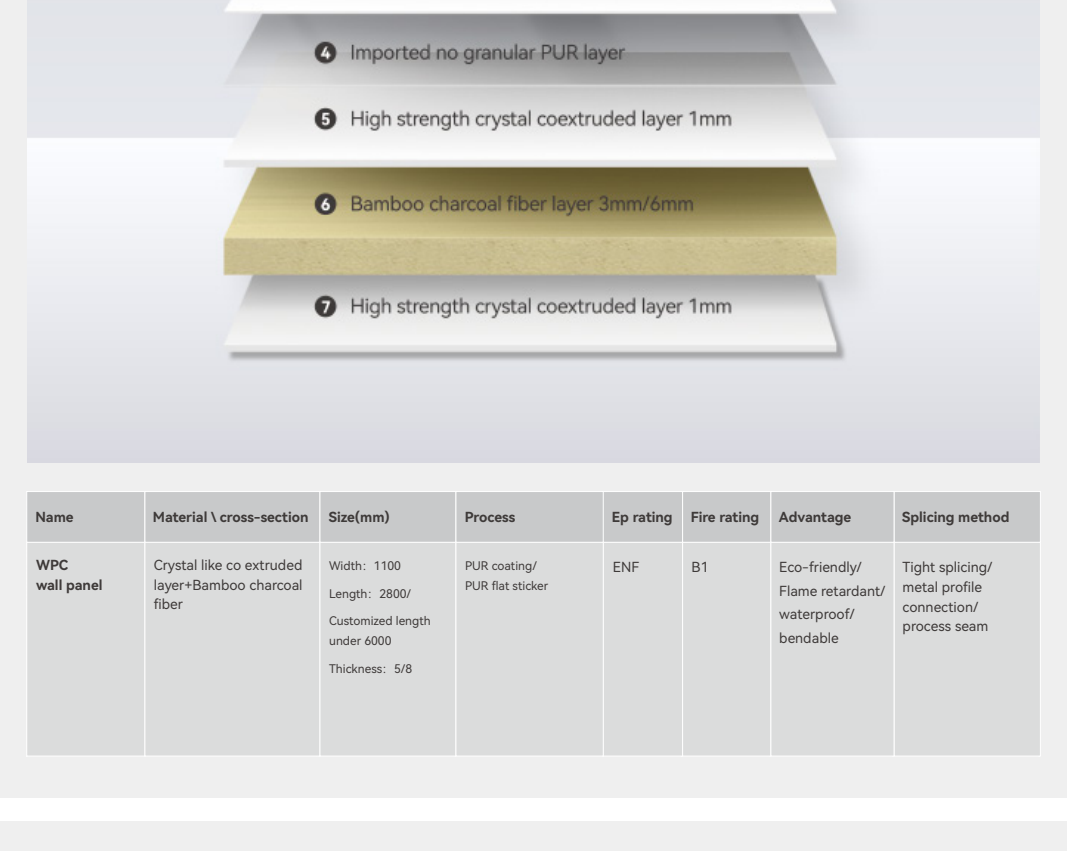 4 Imported no granular PUR layer
5 High strength crystal coextruded layer 1mm
6 Bamboo charcoal fiber layer 3mm/6mm
7 High strength crystal coextruded layer 1mm
Name
Material \ cross-section
Size(mm)
Process
Ep rating
Fire rating
Advantage
Splicing method
WPC
wall panel
Crystal like co extruded
layer+Bamboo charcoal
fiber
Width: 1100
Length: 2800/
Customized length
under 6000
Thickness: 5/8
PUR coating/
PUR flat sticker
ENF
B1
Eco-friendly/
Flame retardant/
waterproof/
bendable
Tight splicing/
metal profile
connection/
process seam